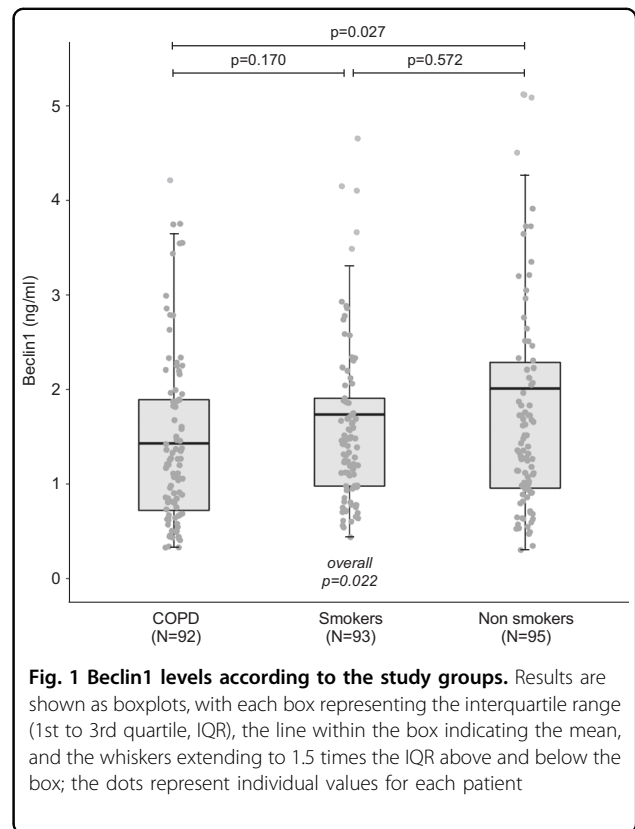 p=0.027
p=0.170
p=0.572
5
4
3
2
1
0
Beclin1 (ng/ml)
overall
p=0.022
COPD
(N=92)
Smokers
(N=93)
Non smokers
(N=95)
Fig. 1 Beclin1 levels according to the study groups. Results are
shown as boxplots, with each box representing the interquartile range
(1st to 3rd quartile, IQR), the line within the box indicating the mean,
and the whiskers extending to 1.5 times the IQR above and below the
box; the dots represent individual values for each patient